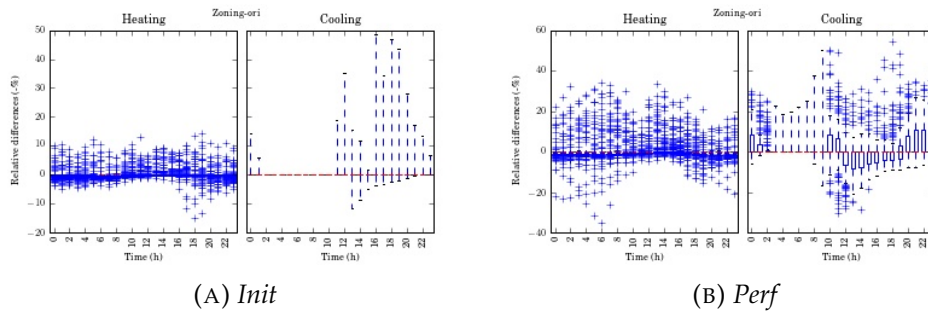 Zoning-ori
Heating
Cooling
Relative differences (-%)
50
40
30
20
10
0
−10
−20
0 2 4 6 8 10 12 14 16 18 20 22
0 2 4 6 8 10 12 14 16 18 20 22
Time (h)
Time (h)
(A) Init
Zoning-ori
Heating
Cooling
Relative differences (-%)
60
40
20
0
−20
−40
0 2 4 6 8 10 12 14 16 18 20 22
0 2 4 6 8 10 12 14 16 18 20 22
Time (h)
Time (h)
(B) Perf